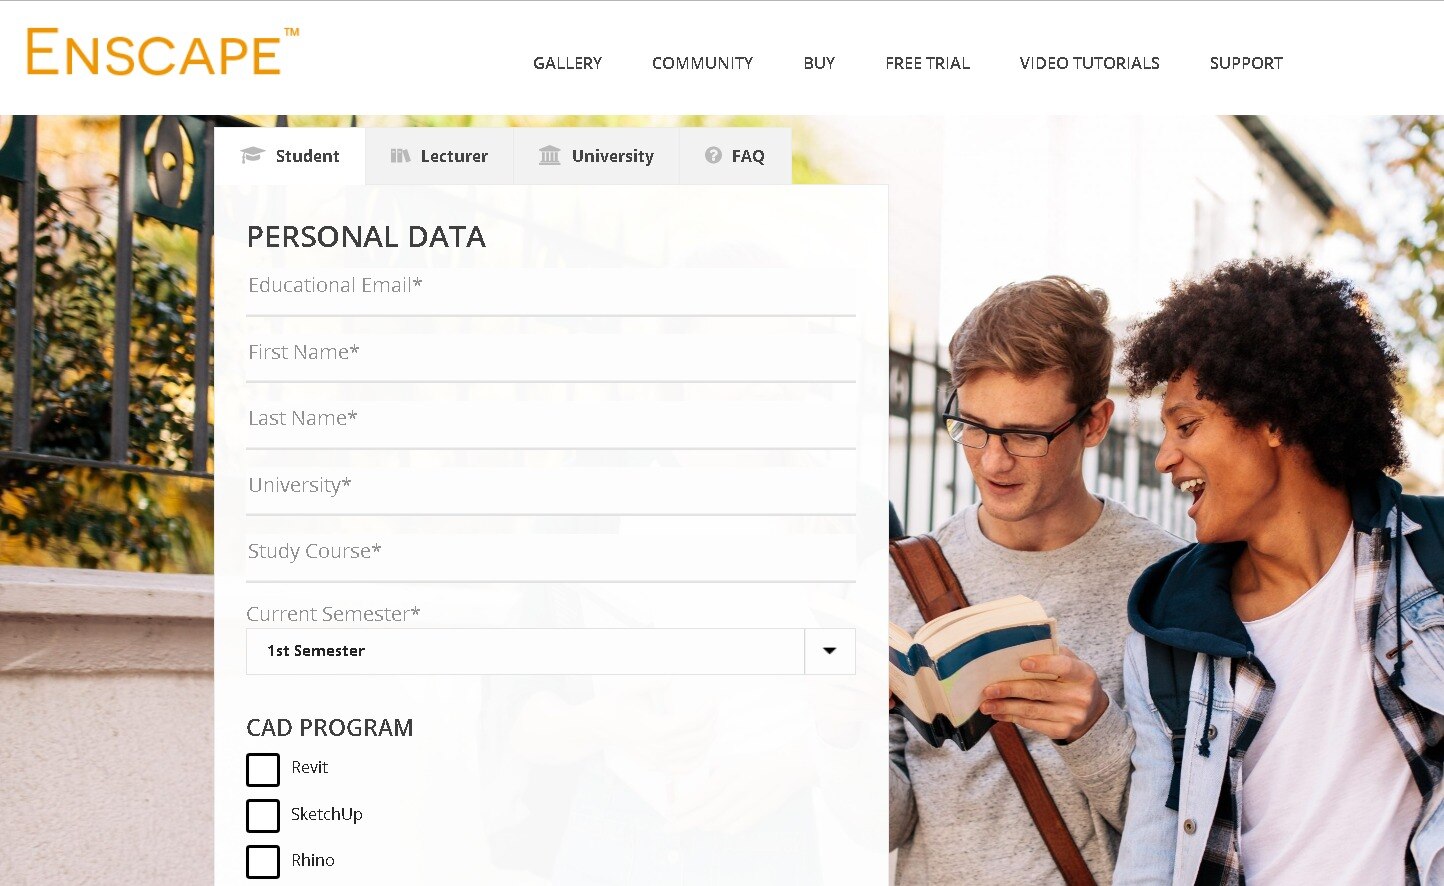 ENSCAPE™
GALLERY COMMUNITY BUY FREE TRIAL VIDEO TUTORIALS SUPPORT
Student Lecturer University FAQ
PERSONAL DATA
Educational Email*
First Name*
Last Name*
University*
Study Course*
Current Semester*
1st Semester
CAD PROGRAM
Revit
SketchUp
Rhino